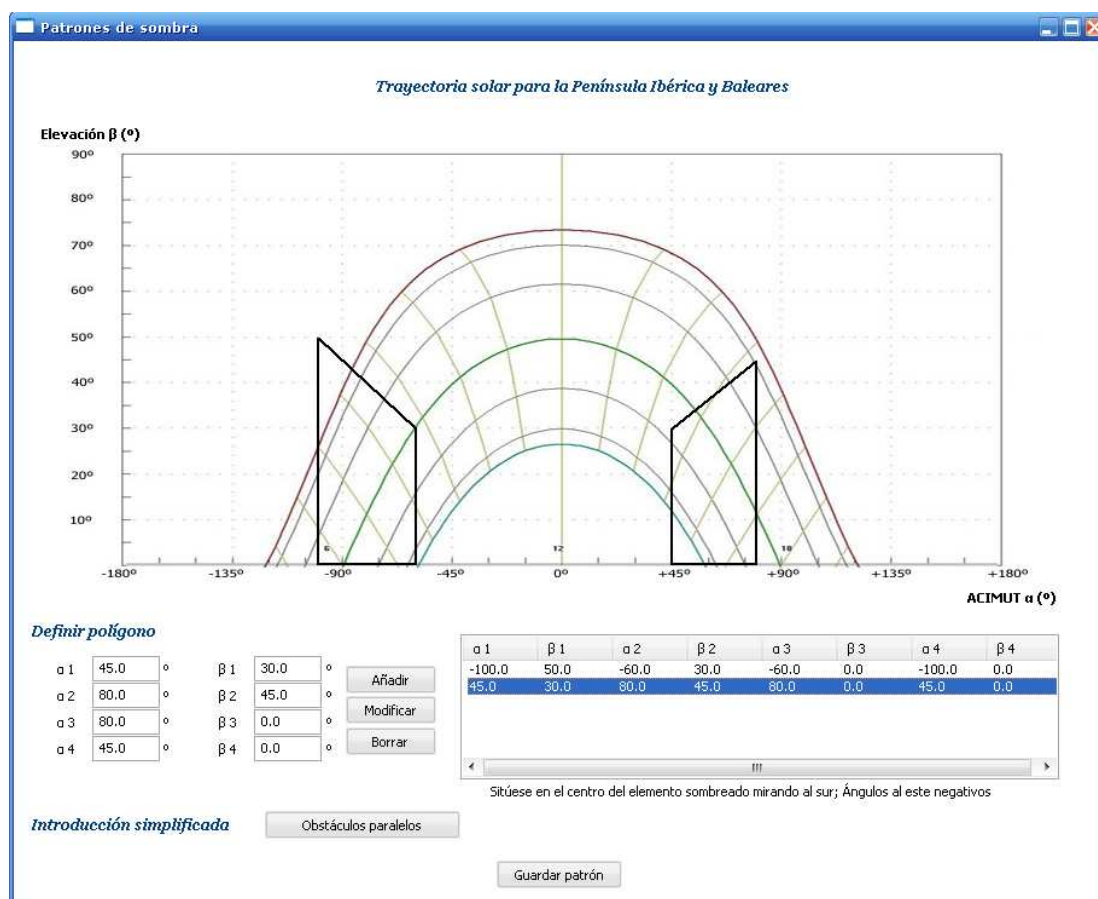 Patrones de sombra
Trayectoria solar para la Península Ibérica y Baleares
Elevación β (º)
90º
80º
70º
60º
50º
40º
30º
20º
10º
6 12 18
-180º -135º -90º -45º 0º +45º +90º +135º +180º
ACIMUT α (º)
Definir polígono
α 1 45.0 º β 1 30.0 º
α 2 80.0 º β 2 45.0 º
α 3 80.0 º β 3 0.0 º
α 4 45.0 º β 4 0.0 º
Añadir
Modificar
Borrar
α 1 β 1 α 2 β 2 α 3 β 3 α 4 β 4
-100.0 50.0 -60.0 30.0 -60.0 0.0 -100.0 0.0
45.0 30.0 80.0 45.0 80.0 0.0 45.0 0.0
Sitúese en el centro del elemento sombreado mirando al sur; Ángulos al este negativos
Introducción simplificada
Obstáculos paralelos
Guardar patrón